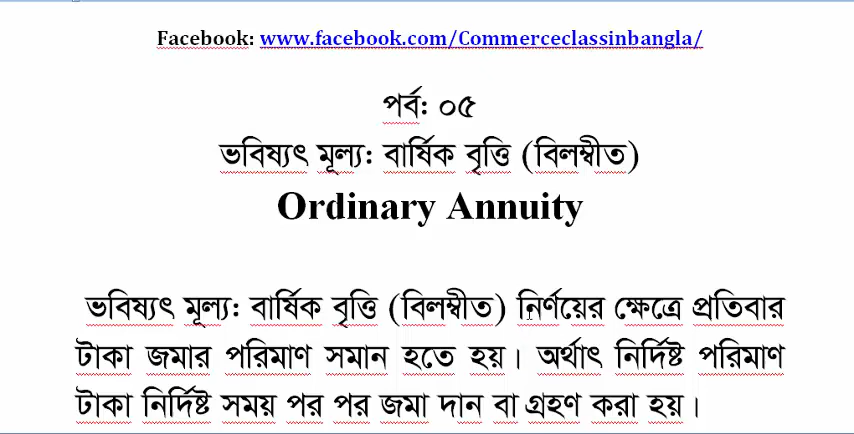 Facebook: www.facebook.com/Commerceclassinbangla/
পর্ব: ০৫
ভবিষ্যৎ মূল্য: বার্ষিক বৃত্তি (বিলম্বীত)
Ordinary Annuity
ভবিষ্যৎ মূল্য: বার্ষিক বৃত্তি (বিলম্বীত) নির্ণয়ের ক্ষেত্রে প্রতিবার
টাকা জমার পরিমাণ সমান হতে হয়। অর্থাৎ নির্দিষ্ট পরিমাণ
টাকা নির্দিষ্ট সময় পর পর জমা দান বা গ্রহণ করা হয়।